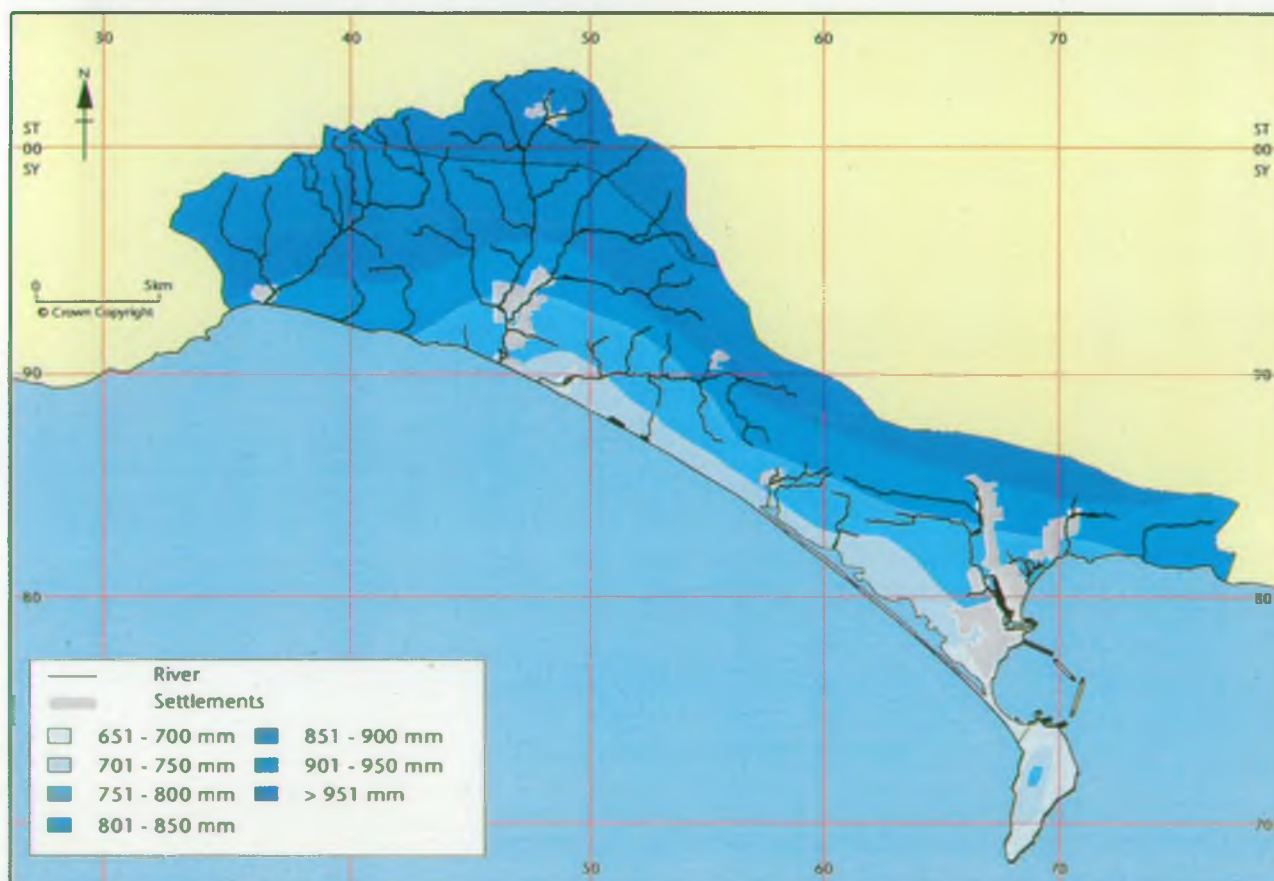 30 40 50 60 70
N
ST ST
00 00
SY SY
0 5km
© Crown Copyright
90 90
80 80
River
Settlements
651 - 700 mm 851 - 900 mm
701 - 750 mm 901 - 950 mm
751 - 800 mm > 951 mm
801 - 850 mm
70
50 60 70